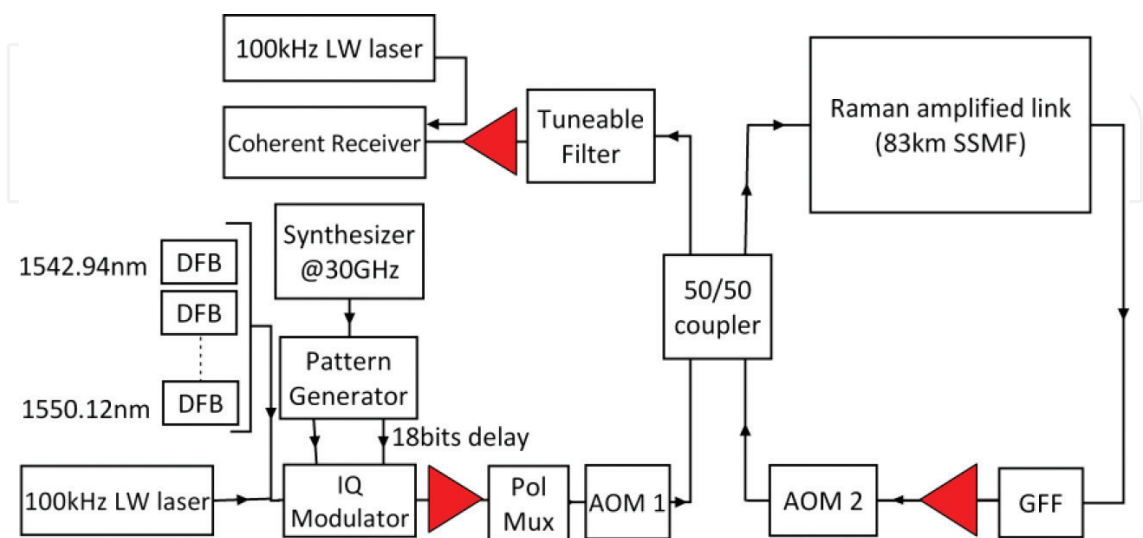 100kHz LW laser
Coherent Receiver
Tuneable
Filter
Raman amplified link
(83km SSMF)
Synthesizer
@30GHz
1542.94nm
DFB
DFB
1550.12nm
DFB
Pattern
Generator
18bits delay
50/50
coupler
100kHz LW laser
IQ
Modulator
Pol
Mux
AOM 1
AOM 2
GFF